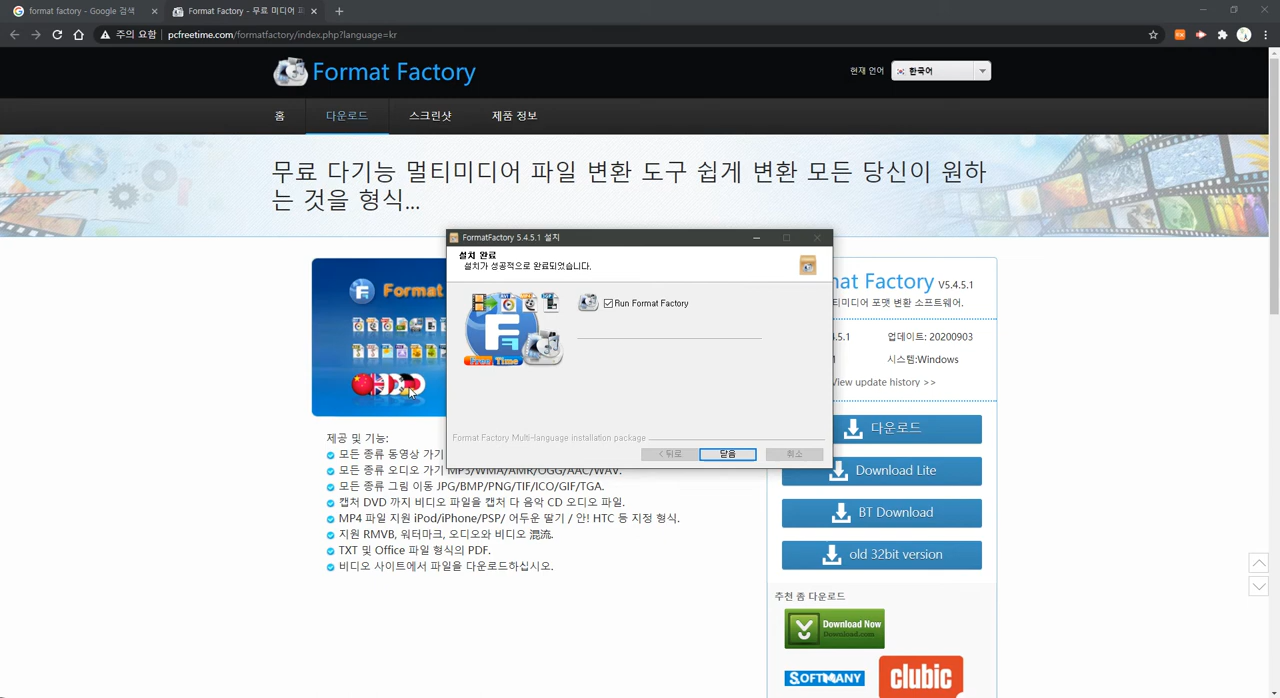 format factory - Google 검색
Format Factory - 무료 미디어 파
주의 요함
pcfreetime.com/formatfactory/index.php?language=kr
Format Factory
현재 언어
한국어
홈
다운로드
스크린샷
제품 정보
무료 다기능 멀티미디어 파일 변환 도구 쉽게 변환 모든 당신이 원하
는 것을 형식...
FormatFactory 5.4.5.1 설치
설치 완료
설치가 성공적으로 완료되었습니다.
Run Format Factory
Free Time
Format Factory Multi-language installation package
< 뒤로
닫음
취소
Format
mat Factory V5.4.5.1
티미디어 포맷 변환 소프트웨어.
.5.1
업데이트: 20200903
시스템:Windows
View update history >>
다운로드
Download Lite
BT Download
old 32bit version
제공 및 기능:
모든 종류 동영상 가기
모든 종류 오디오 가기 MP3/WMA/AMR/OGG/AAC/WAV.
모든 종류 그림 이동 JPG/BMP/PNG/TIF/ICO/GIF/TGA.
캡처 DVD 까지 비디오 파일을 캡처 다 음악 CD 오디오 파일.
MP4 파일 지원 iPod/iPhone/PSP/ 어두운 딸기 / 안! HTC 등 지정 형식.
지원 RMVB, 워터마크, 오디오와 비디오 混流.
TXT 및 Office 파일 형식의 PDF.
비디오 사이트에서 파일을 다운로드하십시오.
추천 좀 다운로드
Download Now
Download.com
SOFTMANY
clubic